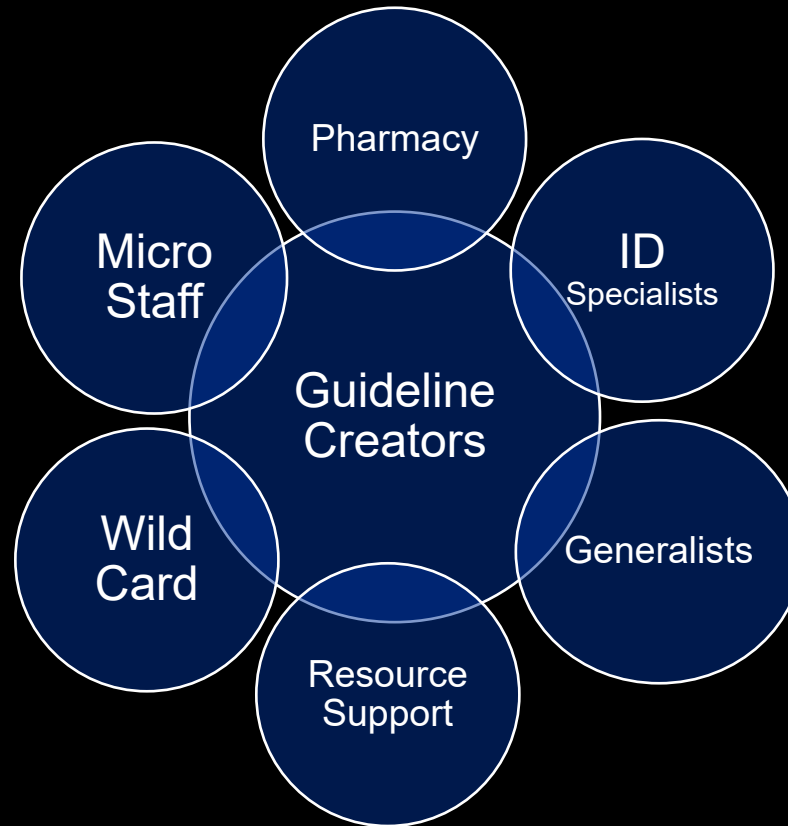 Pharmacy
Micro
Staff
ID
Specialists
Guideline
Creators
Wild
Card
Generalists
Resource
Support